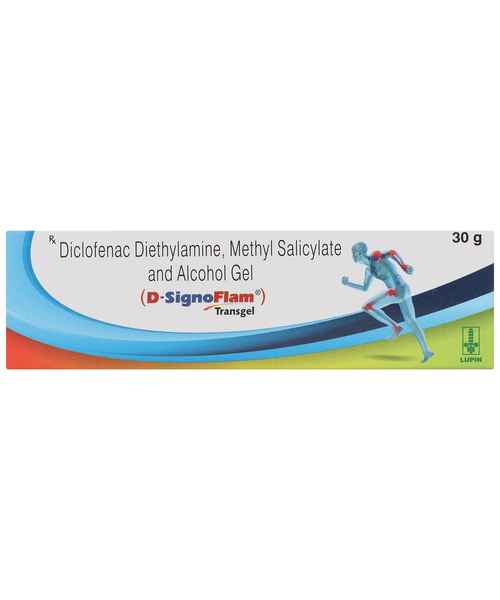 30 g
℞ Diclofenac Diethylamine, Methyl Salicylate
and Alcohol Gel
(D·SignoFlam®)
Transgel
LUPIN